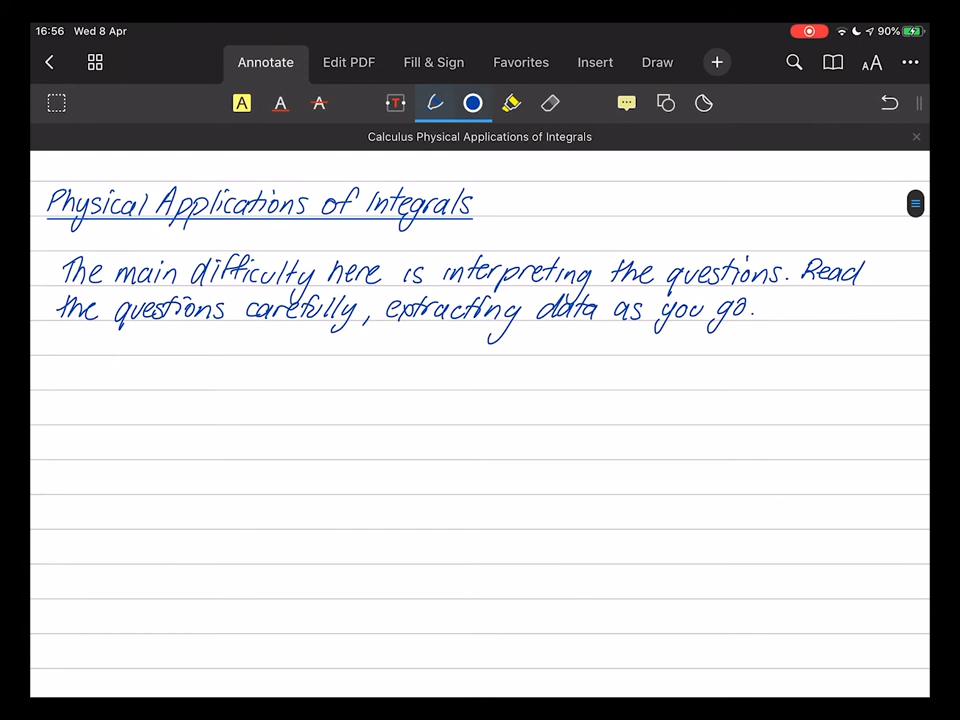 16:56 Wed 8 Apr 90%
Annotate Edit PDF Fill & Sign Favorites Insert Draw
A A A T AA
Calculus Physical Applications of Integrals
Physical Applications of Integrals
The main difficulty here is interpreting the questions. Read
the questions carefully, extracting data as you go.